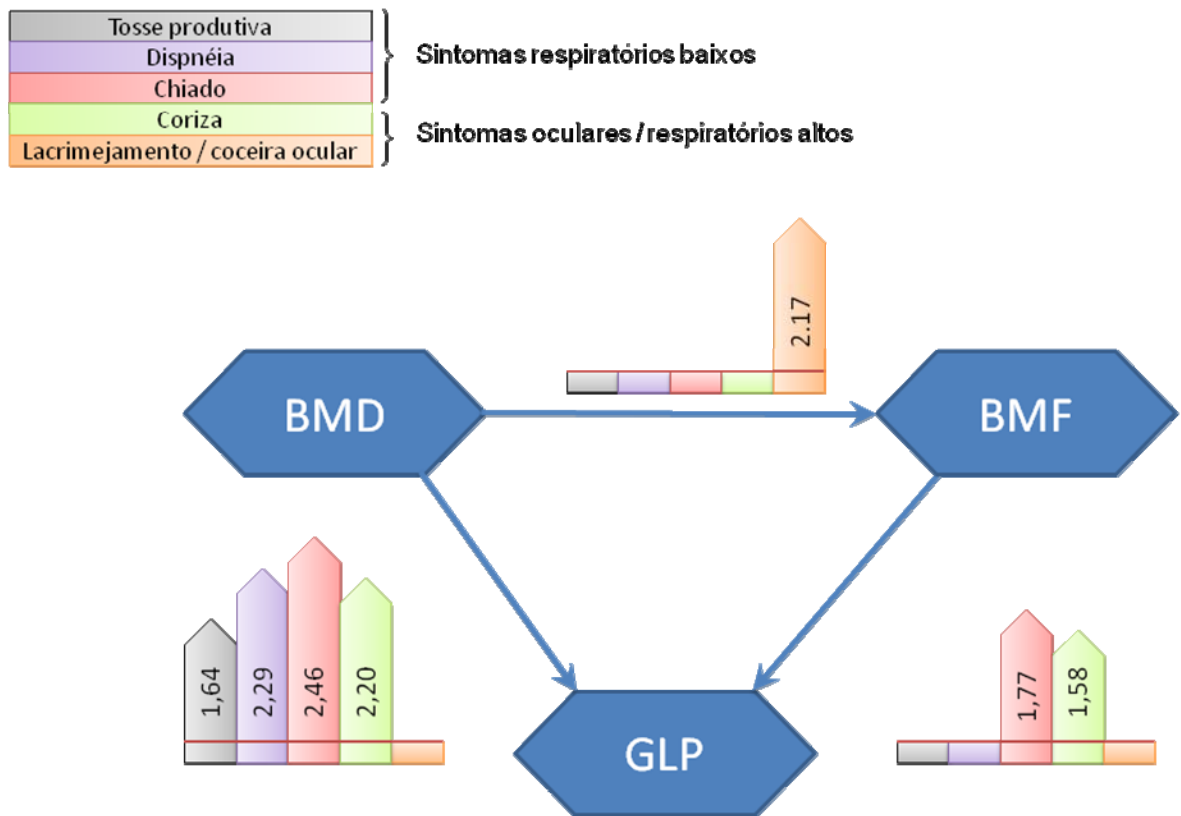 Tosse produtiva
Dispnéia
Chiado
Coriza
Lacrimejamento / coceira ocular
Sintomas respiratórios baixos
Sintomas oculares / respiratórios altos
2.17
BMD
BMF
1,64
2,29
2,46
2,20
1,77
1,58
GLP